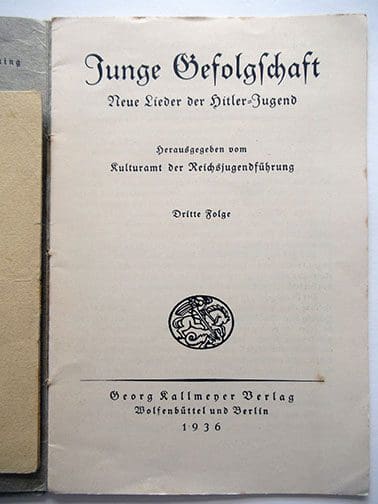 Junge Gefolgschaft
Neue Lieder der Hitler-Jugend
Herausgegeben vom
Kulturamt der Reichsjugendführung
Dritte Folge
Georg Kallmeyer Verlag
Wolfenbüttel und Berlin
1936